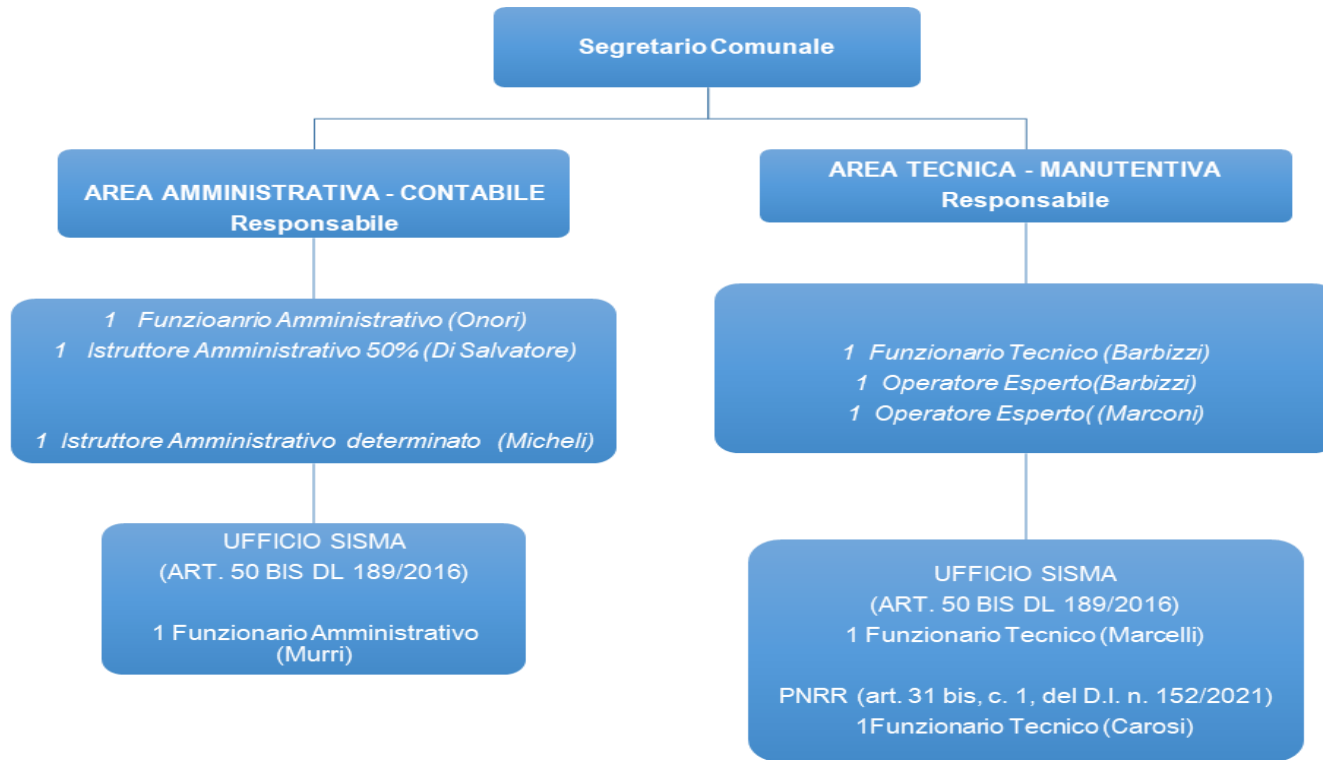 Segretario Comunale
AREA AMMINISTRATIVA - CONTABILE
Responsabile
AREA TECNICA - MANUTENTIVA
Responsabile
1 Funzioanrio Amministrativo (Onori)
1 Istruttore Amministrativo 50% (Di Salvatore)
1 Istruttore Amministrativo determinato (Micheli)
1 Funzionario Tecnico (Barbizzi)
1 Operatore Esperto(Barbizzi)
1 Operatore Esperto( (Marconi)
UFFICIO SISMA
(ART. 50 BIS DL 189/2016)
1 Funzionario Amministrativo
(Murri)
UFFICIO SISMA
(ART. 50 BIS DL 189/2016)
1 Funzionario Tecnico (Marcelli)
PNRR (art. 31 bis, c. 1, del D.l. n. 152/2021)
1Funzionario Tecnico (Carosi)